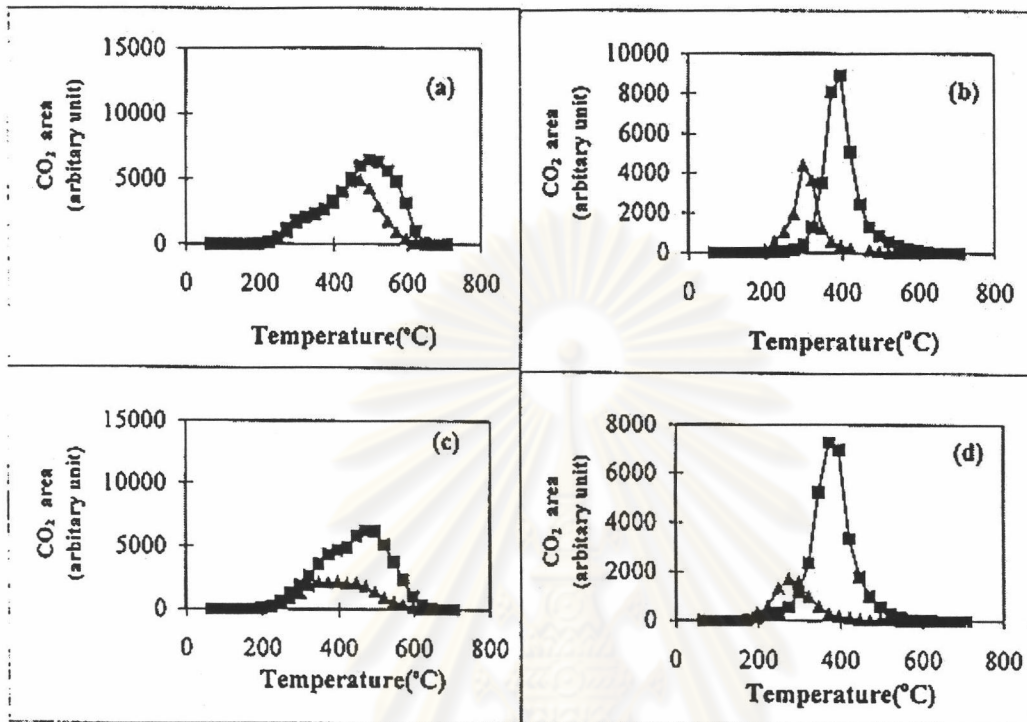 (a)
CO₂ area
(arbitary unit)
15000
10000
5000
0
0 200 400 600 800
Temperature(°C)
(b)
CO₂ area
(arbitary unit)
10000
8000
6000
4000
2000
0
0 200 400 600 800
Temperature(°C)
(c)
CO₂ area
(arbitary unit)
15000
10000
5000
0
0 200 400 600 800
Temperature(°C)
(d)
CO₂ area
(arbitary unit)
8000
6000
4000
2000
0
0 200 400 600 800
Temperature(°C)